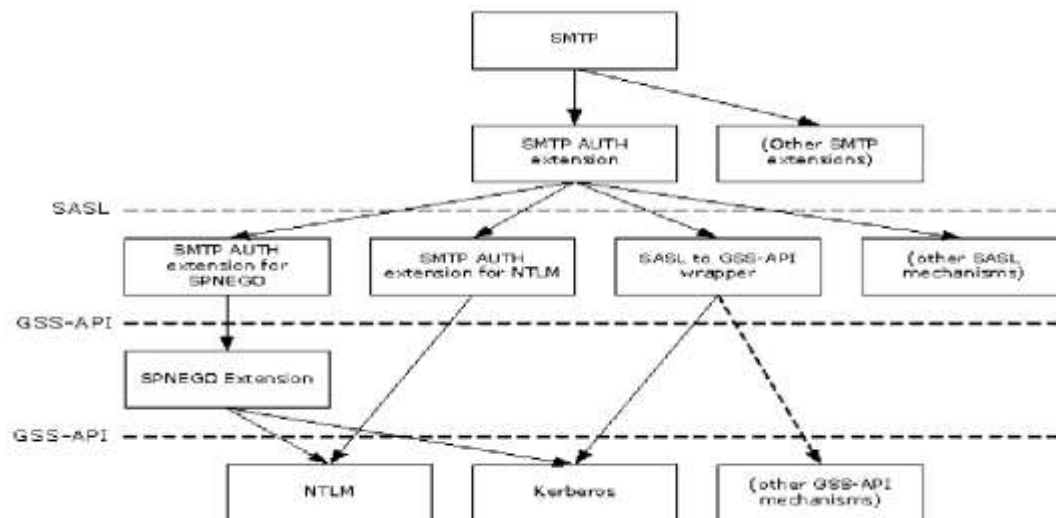 SMTP
SMTP AUTH
extension
(Other SMTP
extensions)
SASL
SMTP AUTH
extension for
SPNEGO
SMTP AUTH
extension for NTLM
SASL to GSS-API
wrapper
(other SASL
mechanisms)
GSS-API
SPNEGO Extension
GSS-API
NTLM
Kerberos
(other GSS-API
mechanisms)